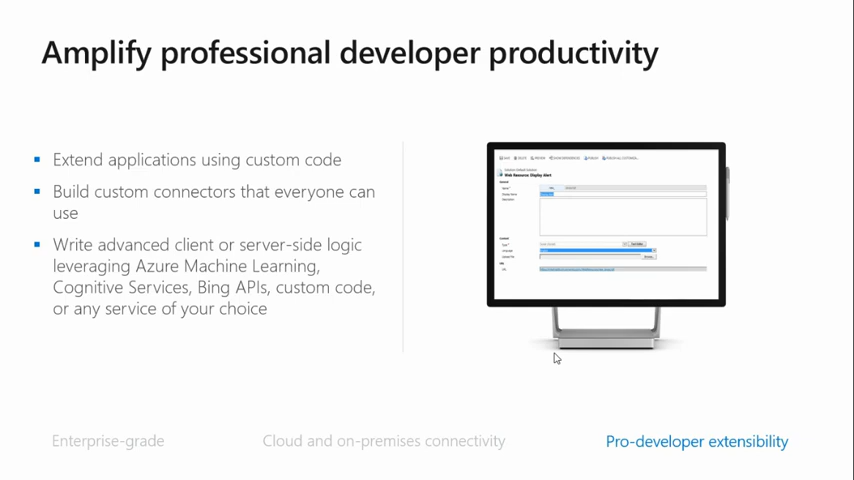 Amplify professional developer productivity
Extend applications using custom code
Build custom connectors that everyone can
use
Write advanced client or server-side logic
leveraging Azure Machine Learning,
Cognitive Services, Bing APIs, custom code,
or any service of your choice
Web Resource: Display Alert
Enterprise-grade
Cloud and on-premises connectivity
Pro-developer extensibility